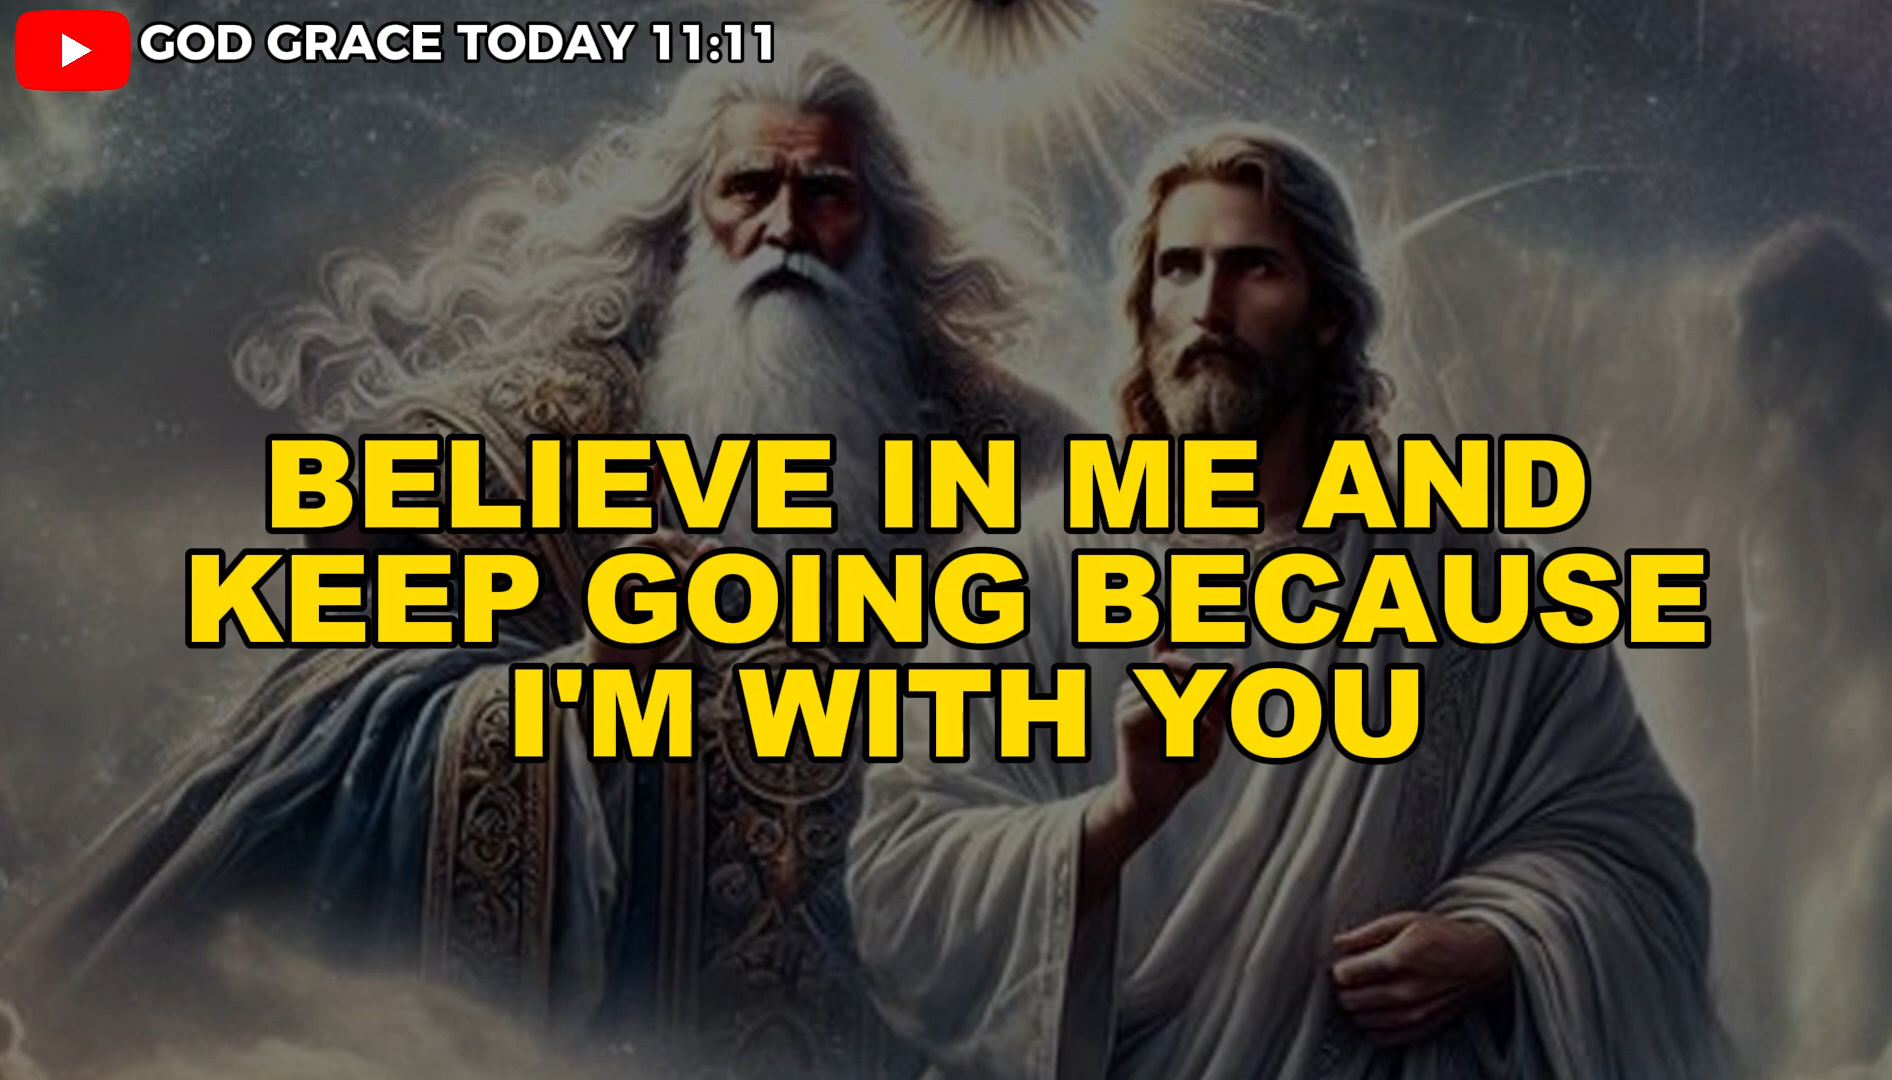 GOD GRACE TODAY 11:11
BELIEVE IN ME AND
KEEP GOING BECAUSE
I'M WITH YOU